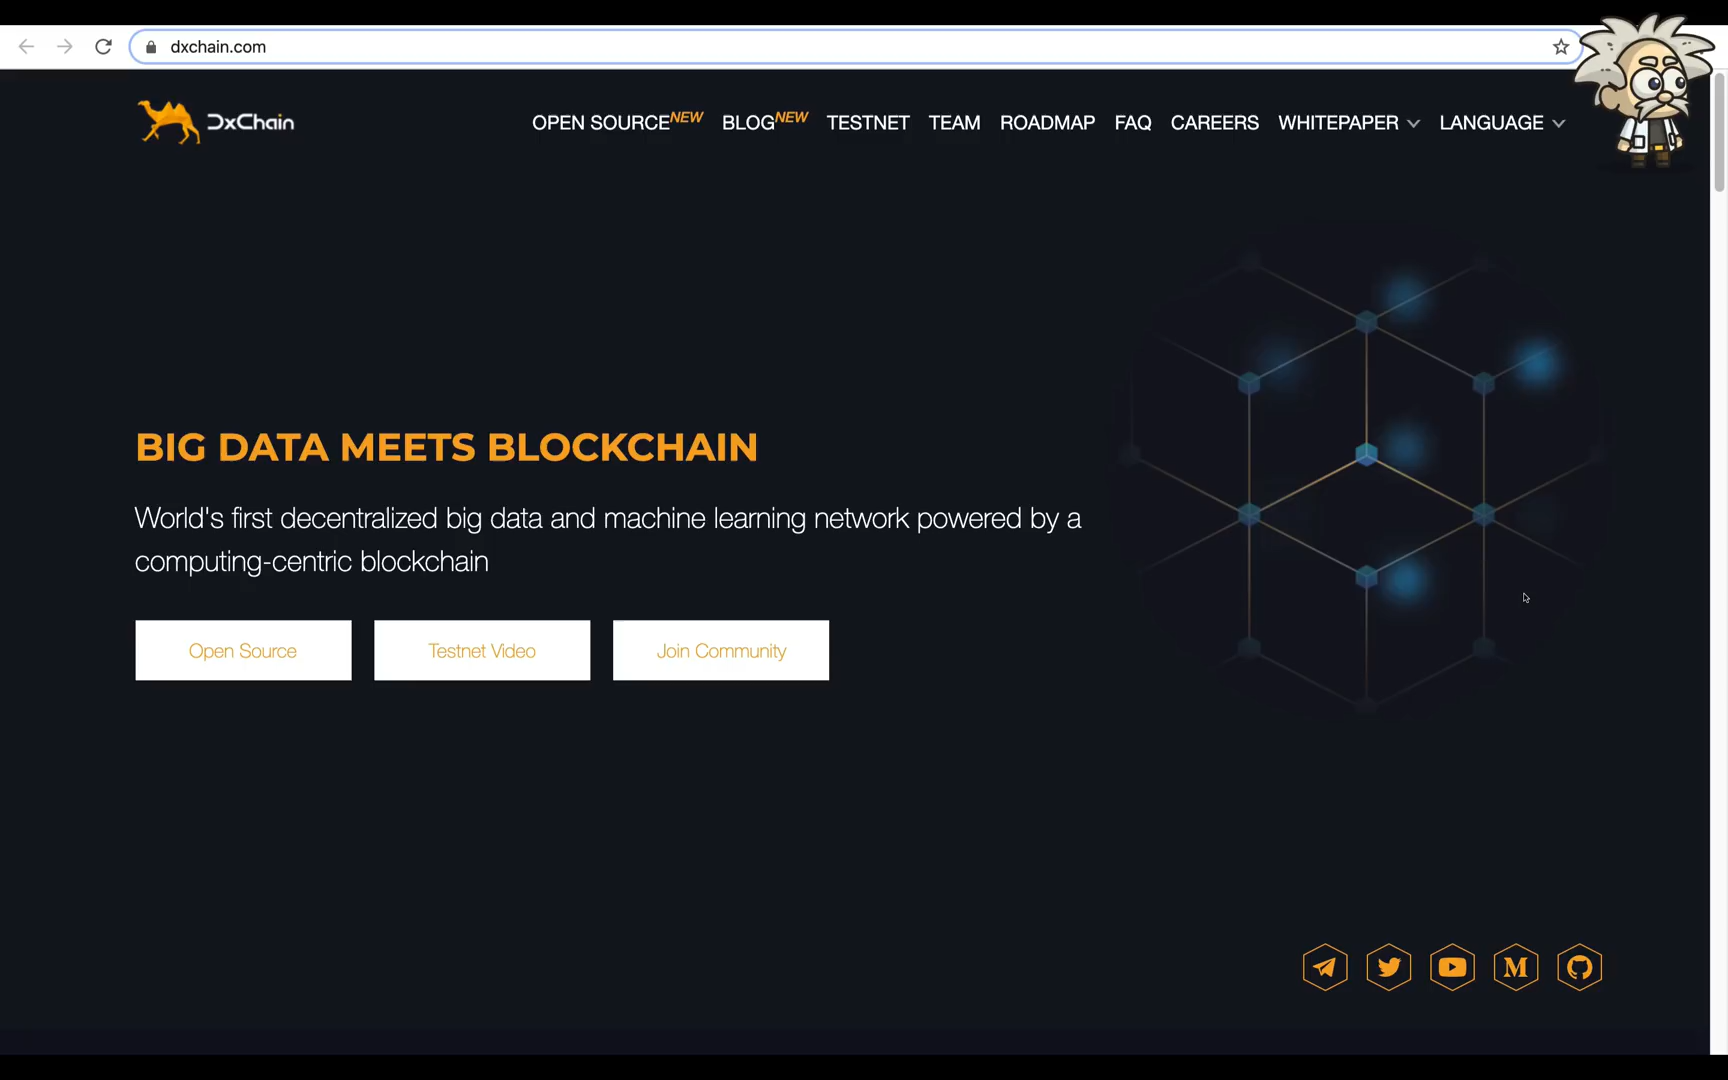 dxchain.com
DxChain
OPEN SOURCE NEW BLOG NEW TESTNET TEAM ROADMAP FAQ CAREERS WHITEPAPER LANGUAGE
BIG DATA MEETS BLOCKCHAIN
World's first decentralized big data and machine learning network powered by a
computing-centric blockchain
Open Source Testnet Video Join Community
M